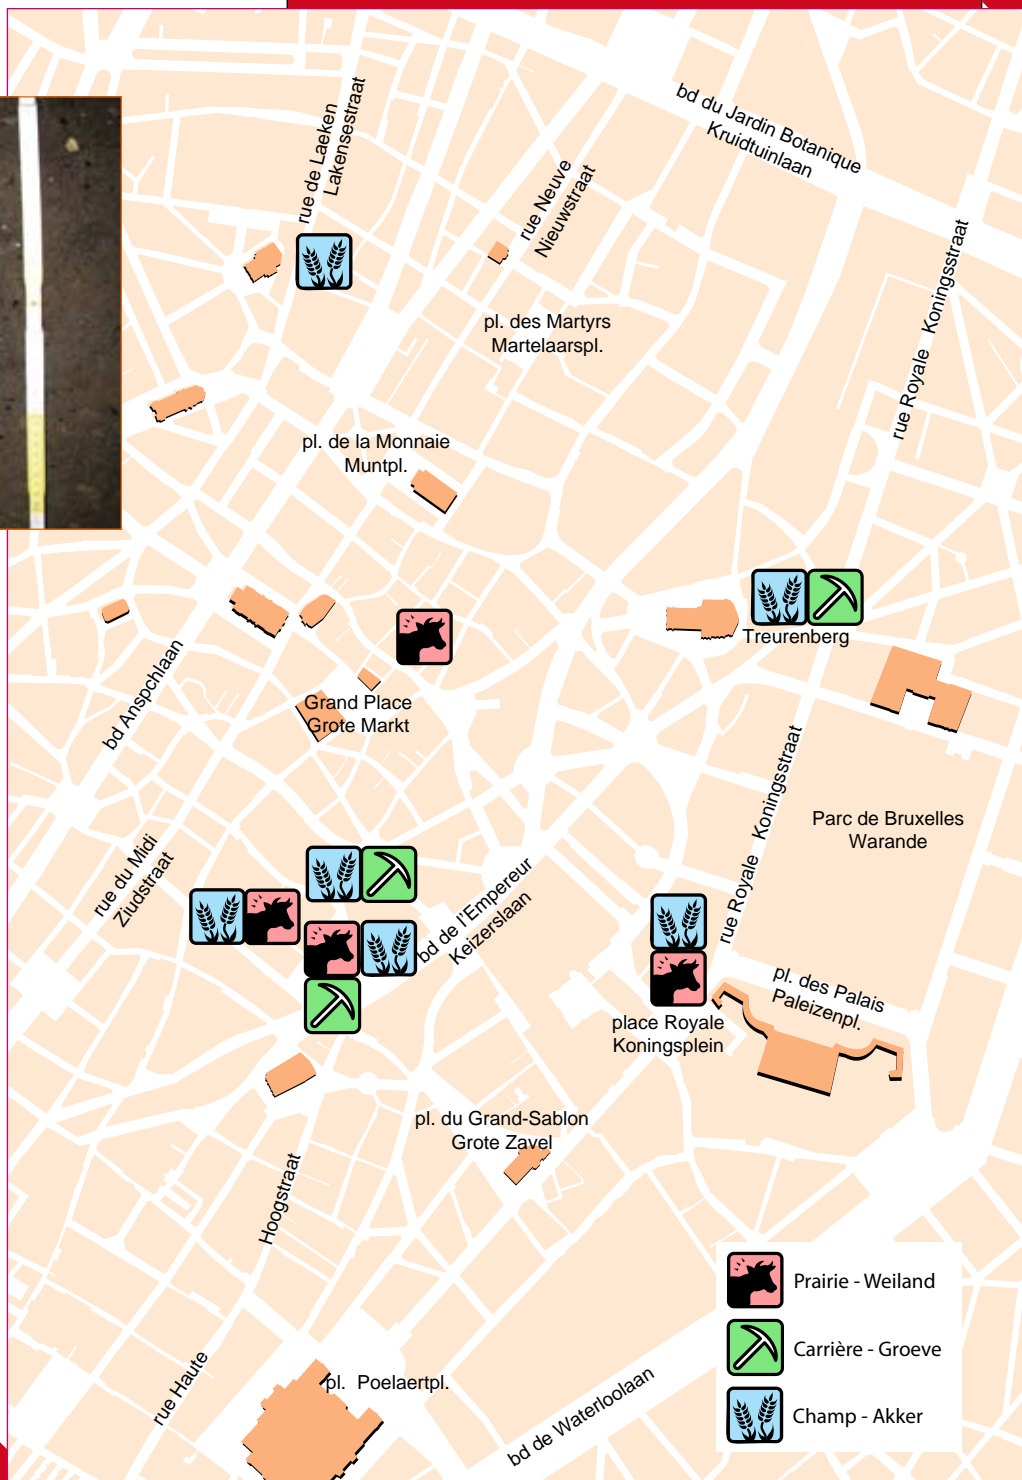 bd du Jardin Botanique
Kruidtuinlaan
rue de Laeken
Lakensestraat
rue Neuve
Nieuwstraat
rue Royale Koningsstraat
pl. des Martyrs
Martelaarspl.
pl. de la Monnaie
Muntpl.
Treurenberg
bd Anspchlaan
Grand Place
Grote Markt
rue Royale Koningsstraat
Parc de Bruxelles
Warande
rue du Midi
Ziudstraat
bd de l'Empereur
Keizerslaan
pl. des Palais
Paleizenpl.
place Royale
Koningsplein
pl. du Grand-Sablon
Grote Zavel
Hoogstraat
Prairie - Weiland
Carrière - Groeve
Champ - Akker
rue Haute
pl. Poelaertpl.
bd de Waterloolaan